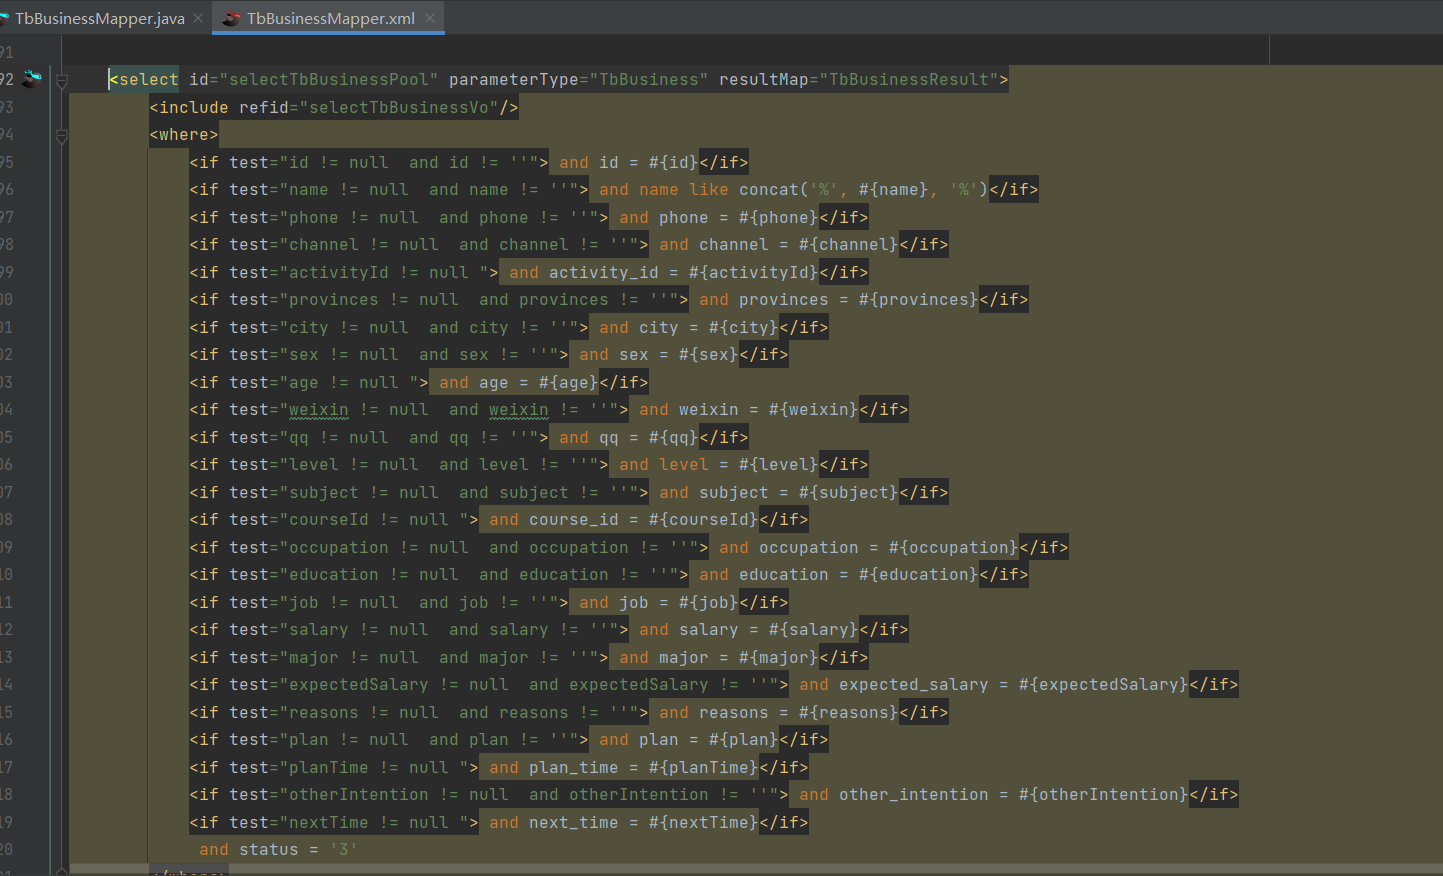 TbBusinessMapper.java × TbBusinessMapper.xml ×
91
92 <select id="selectTbBusinessPool" parameterType="TbBusiness" resultMap="TbBusinessResult">
93 <include refid="selectTbBusinessVo"/>
94 <where>
95 <if test="id != null  and id != ''"> and id = #{id}</if>
96 <if test="name != null  and name != ''"> and name like concat('%', #{name}, '%')</if>
97 <if test="phone != null  and phone != ''"> and phone = #{phone}</if>
98 <if test="channel != null  and channel != ''"> and channel = #{channel}</if>
99 <if test="activityId != null "> and activity_id = #{activityId}</if>
00 <if test="provinces != null  and provinces != ''"> and provinces = #{provinces}</if>
01 <if test="city != null  and city != ''"> and city = #{city}</if>
02 <if test="sex != null  and sex != ''"> and sex = #{sex}</if>
03 <if test="age != null "> and age = #{age}</if>
04 <if test="weixin != null  and weixin != ''"> and weixin = #{weixin}</if>
05 <if test="qq != null  and qq != ''"> and qq = #{qq}</if>
06 <if test="level != null  and level != ''"> and level = #{level}</if>
07 <if test="subject != null  and subject != ''"> and subject = #{subject}</if>
08 <if test="courseId != null "> and course_id = #{courseId}</if>
09 <if test="occupation != null  and occupation != ''"> and occupation = #{occupation}</if>
10 <if test="education != null  and education != ''"> and education = #{education}</if>
11 <if test="job != null  and job != ''"> and job = #{job}</if>
12 <if test="salary != null  and salary != ''"> and salary = #{salary}</if>
13 <if test="major != null  and major != ''"> and major = #{major}</if>
14 <if test="expectedSalary != null  and expectedSalary != ''"> and expected_salary = #{expectedSalary}</if>
15 <if test="reasons != null  and reasons != ''"> and reasons = #{reasons}</if>
16 <if test="plan != null  and plan != ''"> and plan = #{plan}</if>
17 <if test="planTime != null "> and plan_time = #{planTime}</if>
18 <if test="otherIntention != null  and otherIntention != ''"> and other_intention = #{otherIntention}</if>
19 <if test="nextTime != null "> and next_time = #{nextTime}</if>
20 and status = '3'